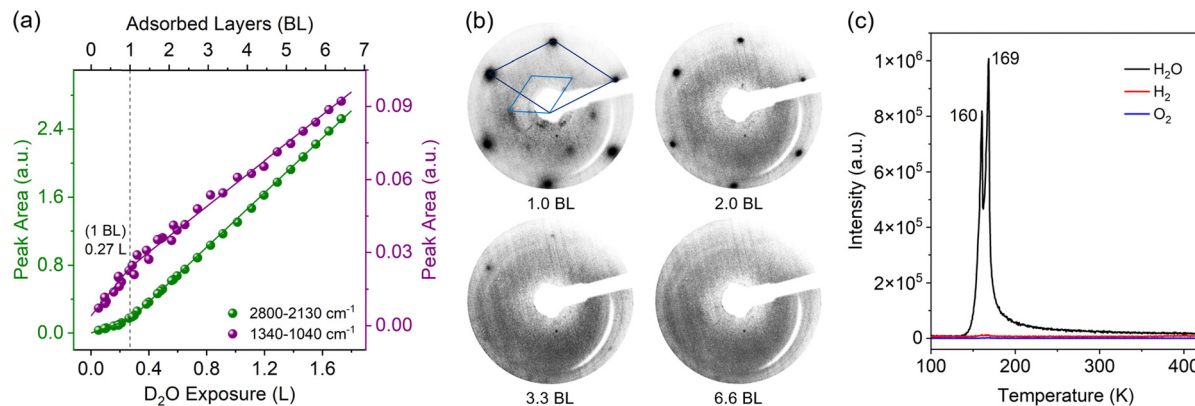 (a)
Adsorbed Layers (BL)
0 1 2 3 4 5 6 7
2.4
1.6
0.8
0.0
Peak Area (a.u.)
0.09
0.06
0.03
0.00
Peak Area (a.u.)
(1 BL)
0.27 L
2800-2130 cm⁻¹
1340-1040 cm⁻¹
0.0 0.4 0.8 1.2 1.6
D₂O Exposure (L)
(b)
1.0 BL
2.0 BL
3.3 BL
6.6 BL
(c)
1×10⁶
8×10⁵
6×10⁵
4×10⁵
2×10⁵
0
Intensity (a.u.)
169
160
H₂O
H₂
O₂
100 200 300 400
Temperature (K)